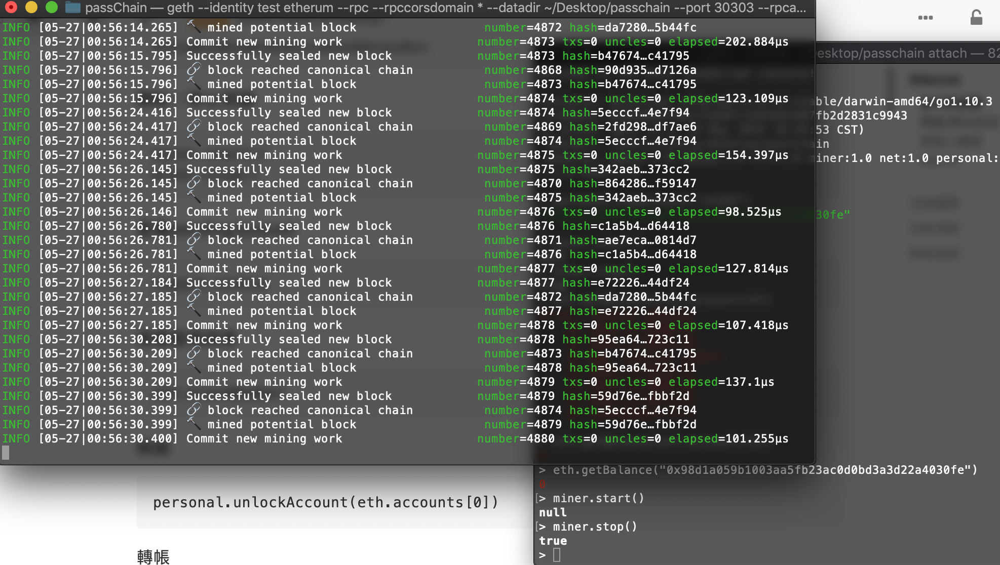 passChain — geth --identity test etherum --rpc --rpccorsdomain * --datadir ~/Desktop/passchain --port 30303 --rpca...
INFO [05-27|00:56:14.265] 🔨 mined potential block number=4872 hash=da7280…5b44fc
INFO [05-27|00:56:14.265] Commit new mining work number=4873 txs=0 uncles=0 elapsed=202.884µs
INFO [05-27|00:56:15.795] Successfully sealed new block number=4873 hash=b47674…c41795
INFO [05-27|00:56:15.796] 🔗 block reached canonical chain number=4868 hash=90d935…d7126a
INFO [05-27|00:56:15.796] 🔨 mined potential block number=4873 hash=b47674…c41795
INFO [05-27|00:56:15.796] Commit new mining work number=4874 txs=0 uncles=0 elapsed=123.109µs
INFO [05-27|00:56:24.416] Successfully sealed new block number=4874 hash=5ecccf…4e7f94
INFO [05-27|00:56:24.417] 🔗 block reached canonical chain number=4869 hash=2fd298…df7ae6
INFO [05-27|00:56:24.417] 🔨 mined potential block number=4874 hash=5ecccf…4e7f94
INFO [05-27|00:56:24.417] Commit new mining work number=4875 txs=0 uncles=0 elapsed=154.397µs
INFO [05-27|00:56:26.145] Successfully sealed new block number=4875 hash=342aeb…373cc2
INFO [05-27|00:56:26.145] 🔗 block reached canonical chain number=4870 hash=864286…f59147
INFO [05-27|00:56:26.145] 🔨 mined potential block number=4875 hash=342aeb…373cc2
INFO [05-27|00:56:26.146] Commit new mining work number=4876 txs=0 uncles=0 elapsed=98.525µs
INFO [05-27|00:56:26.780] Successfully sealed new block number=4876 hash=c1a5b4…d64418
INFO [05-27|00:56:26.781] 🔗 block reached canonical chain number=4871 hash=ae7eca…0814d7
INFO [05-27|00:56:26.781] 🔨 mined potential block number=4876 hash=c1a5b4…d64418
INFO [05-27|00:56:26.781] Commit new mining work number=4877 txs=0 uncles=0 elapsed=127.814µs
INFO [05-27|00:56:27.184] Successfully sealed new block number=4877 hash=e72226…44df24
INFO [05-27|00:56:27.185] 🔗 block reached canonical chain number=4872 hash=da7280…5b44fc
INFO [05-27|00:56:27.185] 🔨 mined potential block number=4877 hash=e72226…44df24
INFO [05-27|00:56:27.185] Commit new mining work number=4878 txs=0 uncles=0 elapsed=107.418µs
INFO [05-27|00:56:30.208] Successfully sealed new block number=4878 hash=95ea64…723c11
INFO [05-27|00:56:30.209] 🔗 block reached canonical chain number=4873 hash=b47674…c41795
INFO [05-27|00:56:30.209] 🔨 mined potential block number=4878 hash=95ea64…723c11
INFO [05-27|00:56:30.209] Commit new mining work number=4879 txs=0 uncles=0 elapsed=137.1µs
INFO [05-27|00:56:30.399] Successfully sealed new block number=4879 hash=59d76e…fbbf2d
INFO [05-27|00:56:30.399] 🔗 block reached canonical chain number=4874 hash=5ecccf…4e7f94
INFO [05-27|00:56:30.399] 🔨 mined potential block number=4879 hash=59d76e…fbbf2d
INFO [05-27|00:56:30.400] Commit new mining work number=4880 txs=0 uncles=0 elapsed=101.255µs
esktop/passchain attach — 82
able/darwin-amd64/go1.10.3
7fb2d2831c9943
53 CST)
ain
miner:1.0 net:1.0 personal:
30fe"
> eth.getBalance("0x98d1a059b1003aa5fb23ac0d0bd3a3d22a4030fe")
0
[> miner.start()
null
[> miner.stop()
true
>
personal.unlockAccount(eth.accounts[0])
轉帳